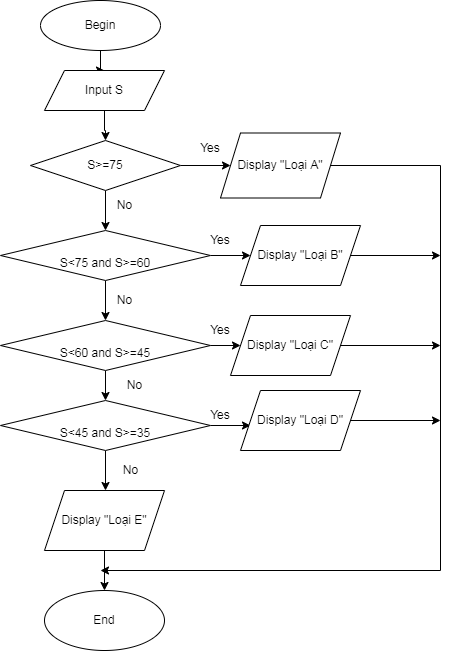 Begin
Input S
S>=75
Yes
Display "Loại A"
No
S<75 and S>=60
Yes
Display "Loại B"
No
S<60 and S>=45
Yes
Display "Loại C"
No
S<45 and S>=35
Yes
Display "Loại D"
No
Display "Loại E"
End